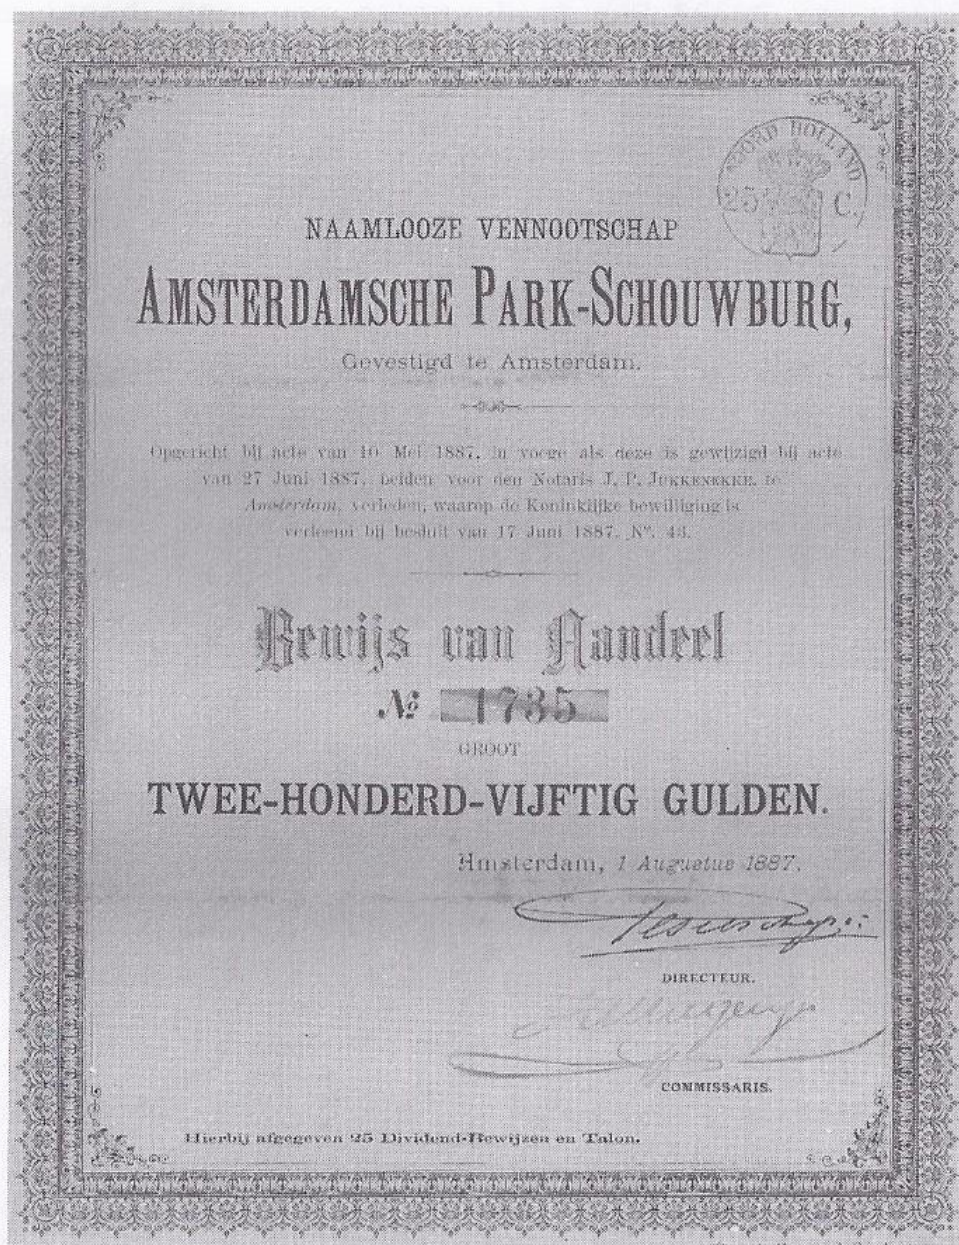 NOORD HOLLAND
25 C.
NAAMLOOZE VENNOOTSCHAP
AMSTERDAMSCHE PARK-SCHOUWBURG,
Gevestigd te Amsterdam.
Opgericht bij acte van 10 Mei 1887, in voege als deze is gewijzigd bij acte
van 27 Juni 1887, beiden voor den Notaris J. P. te
Amsterdam, verleden, waarop de Koninklijke bewilliging is
verleend bij besluit van 17 Juni 1887, No. 43.
Bewijs van Aandeel
No 1735
GROOT
TWEE-HONDERD-VIJFTIG GULDEN.
Amsterdam, 1 Augustus 1887.
DIRECTEUR.
COMMISSARIS.
Hierbij afgegeven 25 Dividend-Bewijzen en Talon.